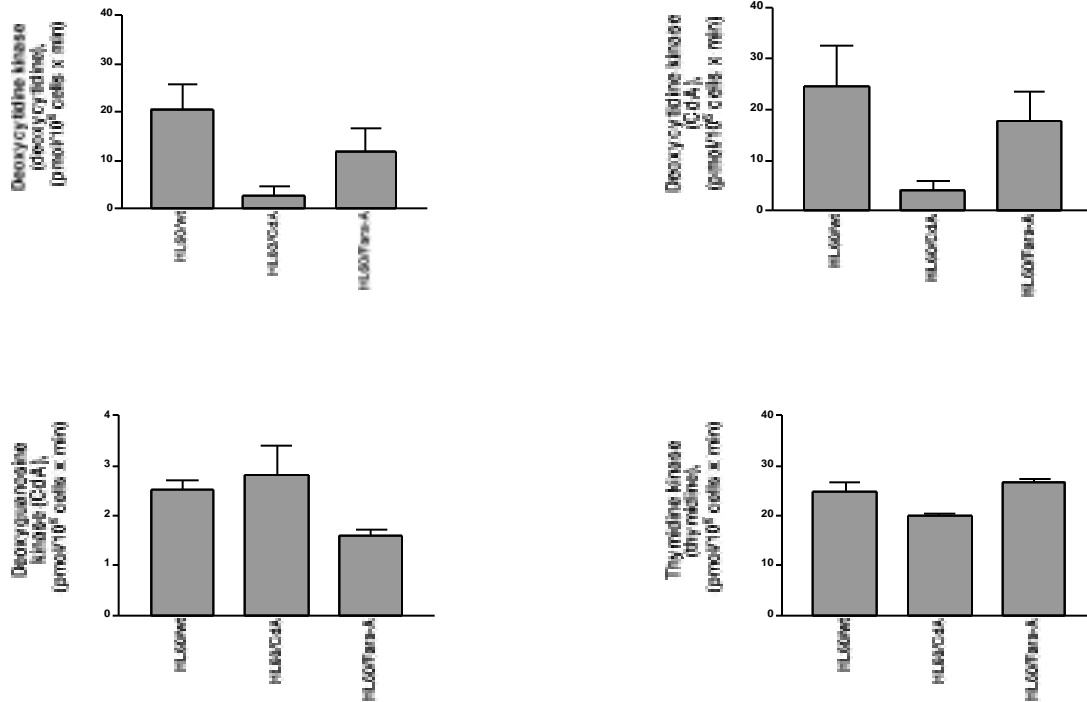 Deoxycytidine kinase
(deoxycytidine),
(pmol/10⁶ cells x min)
40
30
20
10
0
HL60/wt
HL60/CdA
HL60/Fara-A
Deoxycytidine kinase
(CdA),
(pmol/10⁶ cells x min)
40
30
20
10
0
HL60/wt
HL60/CdA
HL60/Fara-A
Deoxyguanosine
kinase (CdA),
(pmol/10⁶ cells x min)
4
3
2
1
0
HL60/wt
HL60/CdA
HL60/Fara-A
Thymidine kinase
(thymidine),
(pmol/10⁶ cells x min)
40
30
20
10
0
HL60/wt
HL60/CdA
HL60/Fara-A